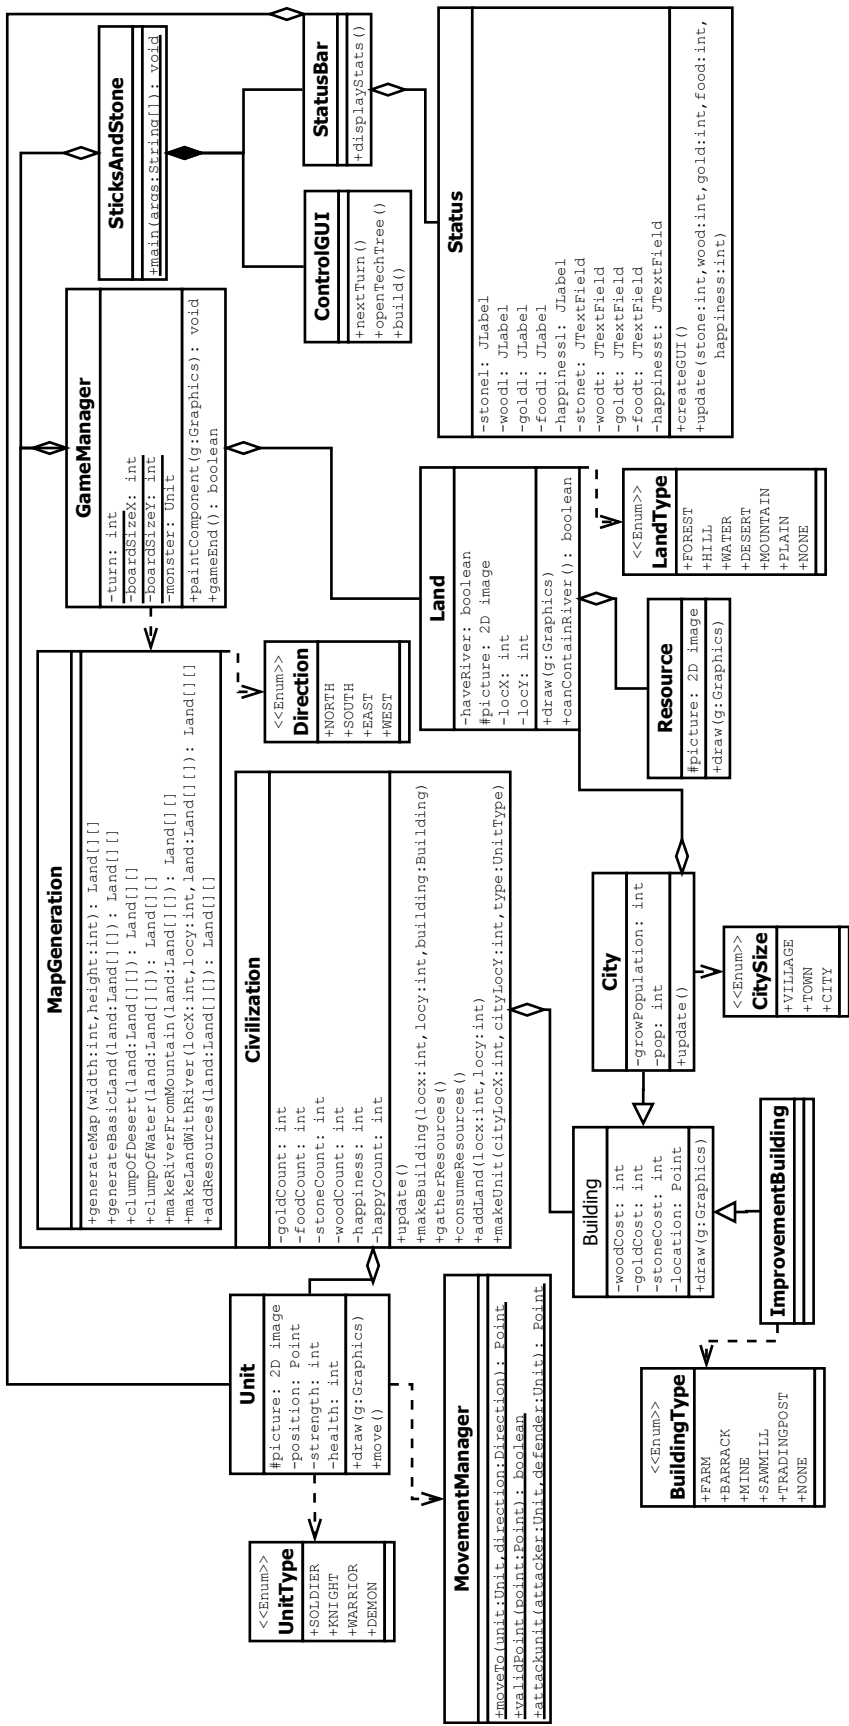 SticksAndStone
+main(args:String[]): void
StatusBar
+displayStats()
ControlGUI
+nextTurn()
+openTechTree()
+build()
Status
-stonel: JLabel
-woodl: JLabel
-goldl: JLabel
-foodl: JLabel
-happinessl: JLabel
-stonet: JTextField
-woodt: JTextField
-goldt: JTextField
-foodt: JTextField
-happinesst: JTextField
+createGUI()
+update(stone:int,wood:int,gold:int,food:int,
happiness:int)
GameManager
-turn: int
-boardSizeX: int
-boardSizeY: int
-monster: Unit
+paintComponent(g:Graphics): void
+gameEnd(): boolean
Land
-haveRiver: boolean
#picture: 2D image
-locX: int
-locY: int
+draw(g:Graphics)
+canContainRiver(): boolean
<<Enum>>
LandType
+FOREST
+HILL
+WATER
+DESERT
+MOUNTAIN
+PLAIN
+NONE
Resource
#picture: 2D image
+draw(g:Graphics)
MapGeneration
+generateMap(width:int,height:int): Land[][]
+generateBasicLand(land:Land[][]): Land[][]
+clumpOfDesert(land:Land[][]): Land[][]
+clumpOfWater(land:Land[][]): Land[][]
+makeRiverFromMountain(land:Land[][]): Land[][]
+makeLandWithRiver(locX:int,locy:int,land:Land[][]): Land[][]
+addResources(land:Land[][]): Land[][]
<<Enum>>
Direction
+NORTH
+SOUTH
+EAST
+WEST
Civilization
-goldCount: int
-foodCount: int
-stoneCount: int
-woodCount: int
-happiness: int
-happyCount: int
+update()
+makeBuilding(locx:int,locy:int,building:Building)
+gatherResources()
+consumeResources()
+addLand(locx:int,locy:int)
+makeUnit(cityLocX:int,cityLocY:int,type:UnitType)
City
-growPopulation: int
-pop: int
+update()
<<Enum>>
CitySize
+VILLAGE
+TOWN
+CITY
Building
-woodCost: int
-goldCost: int
-stoneCost: int
-location: Point
+draw(g:Graphics)
ImprovementBuilding
<<Enum>>
BuildingType
+FARM
+BARRACK
+MINE
+SAWMILL
+TRADINGPOST
+NONE
Unit
#picture: 2D image
-position: Point
-strength: int
-health: int
+draw(g:Graphics)
+move()
<<Enum>>
UnitType
+SOLDIER
+KNIGHT
+WARRIOR
+DEMON
MovementManager
+moveTo(unit:Unit,direction:Direction): Point
+validPoint(point:Point): boolean
+attackunit(attacker:Unit,defender:Unit): Point